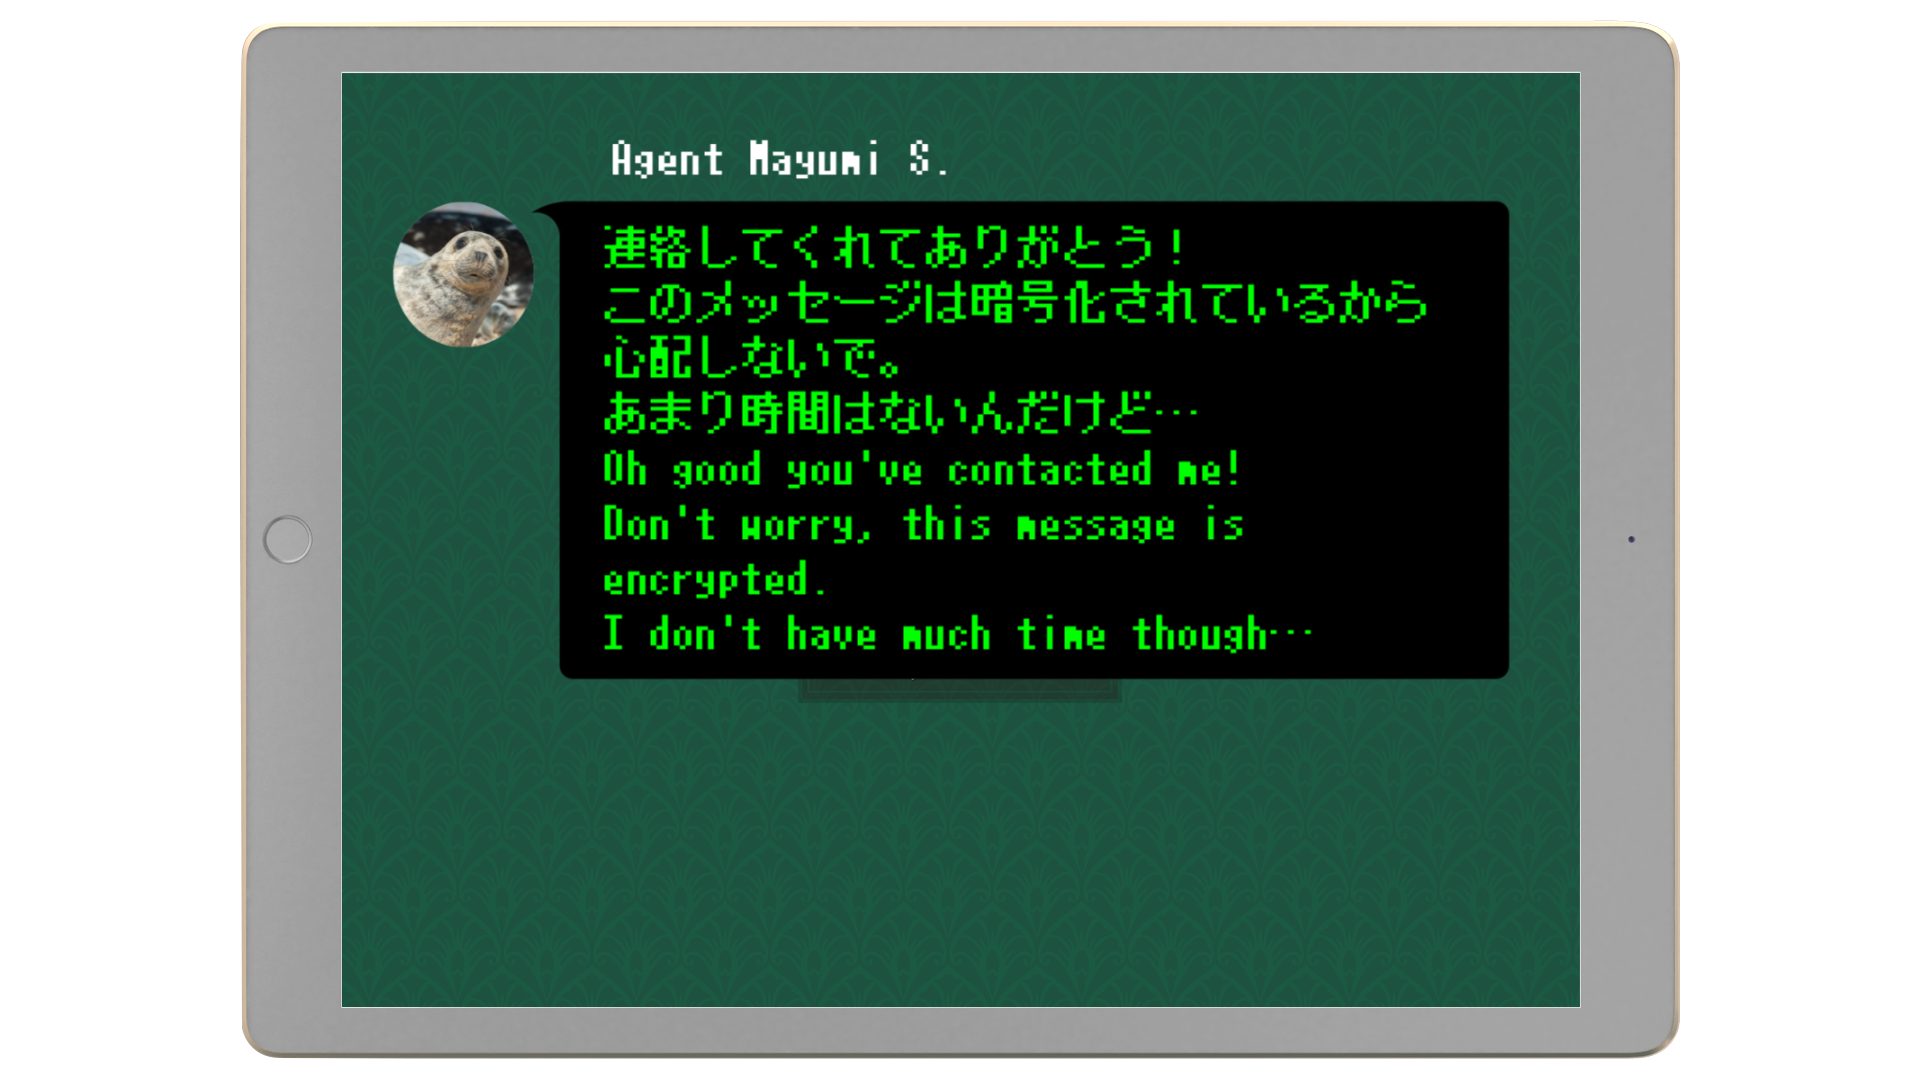 Agent Mayumi S.
連絡してくれてありがとう！
このメッセージは暗号化されているから
心配しないで。
あまり時間はないんだけど…
Oh good you've contacted me!
Don't worry, this message is
encrypted.
I don't have much time though…